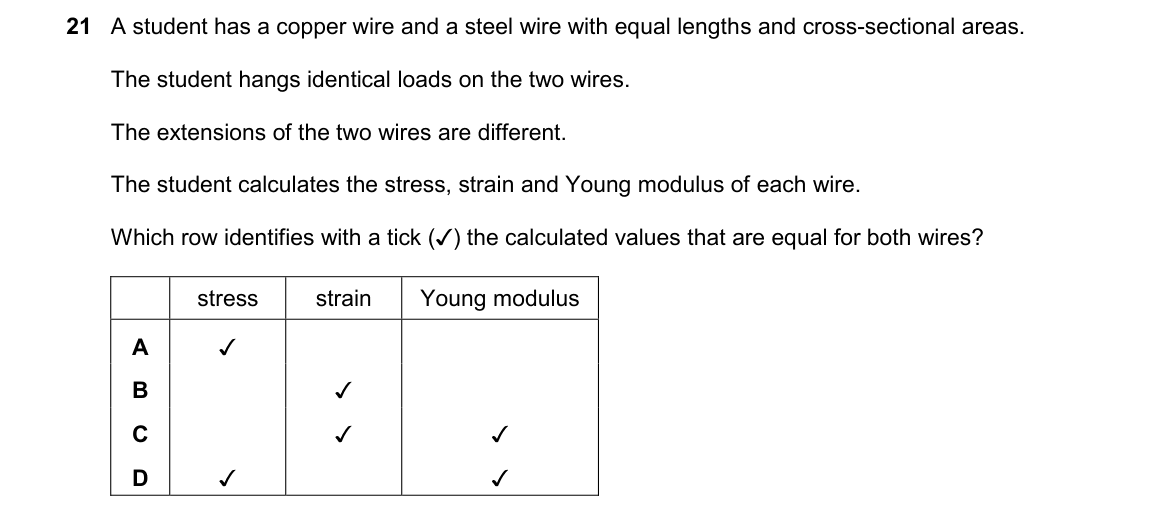 21 A student has a copper wire and a steel wire with equal lengths and cross-sectional areas.
The student hangs identical loads on the two wires.
The extensions of the two wires are different.
The student calculates the stress, strain and Young modulus of each wire.
Which row identifies with a tick (✓) the calculated values that are equal for both wires?
stress strain Young modulus
A ✓
B ✓
C ✓ ✓
D ✓ ✓